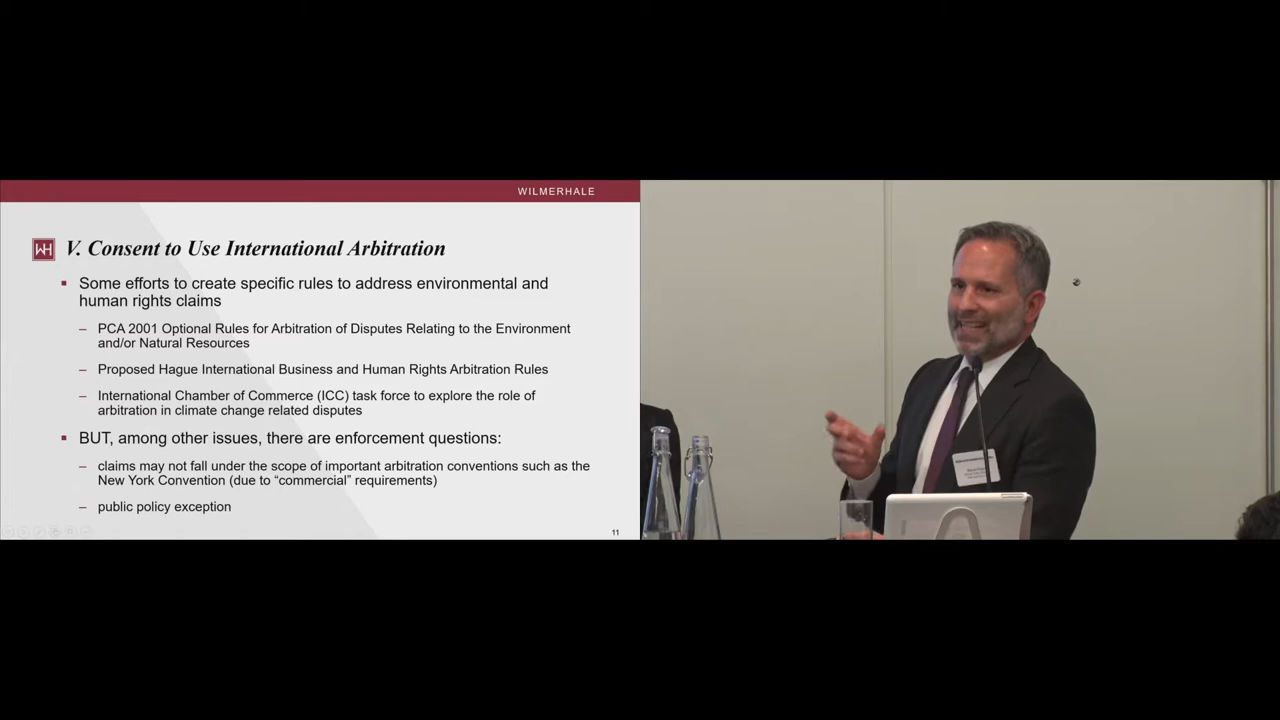 WILMERHALE
WH
V. Consent to Use International Arbitration
▪ Some efforts to create specific rules to address environmental and
human rights claims
– PCA 2001 Optional Rules for Arbitration of Disputes Relating to the Environment
and/or Natural Resources
– Proposed Hague International Business and Human Rights Arbitration Rules
– International Chamber of Commerce (ICC) task force to explore the role of
arbitration in climate change related disputes
▪ BUT, among other issues, there are enforcement questions:
– claims may not fall under the scope of important arbitration conventions such as the
New York Convention (due to “commercial” requirements)
– public policy exception
11